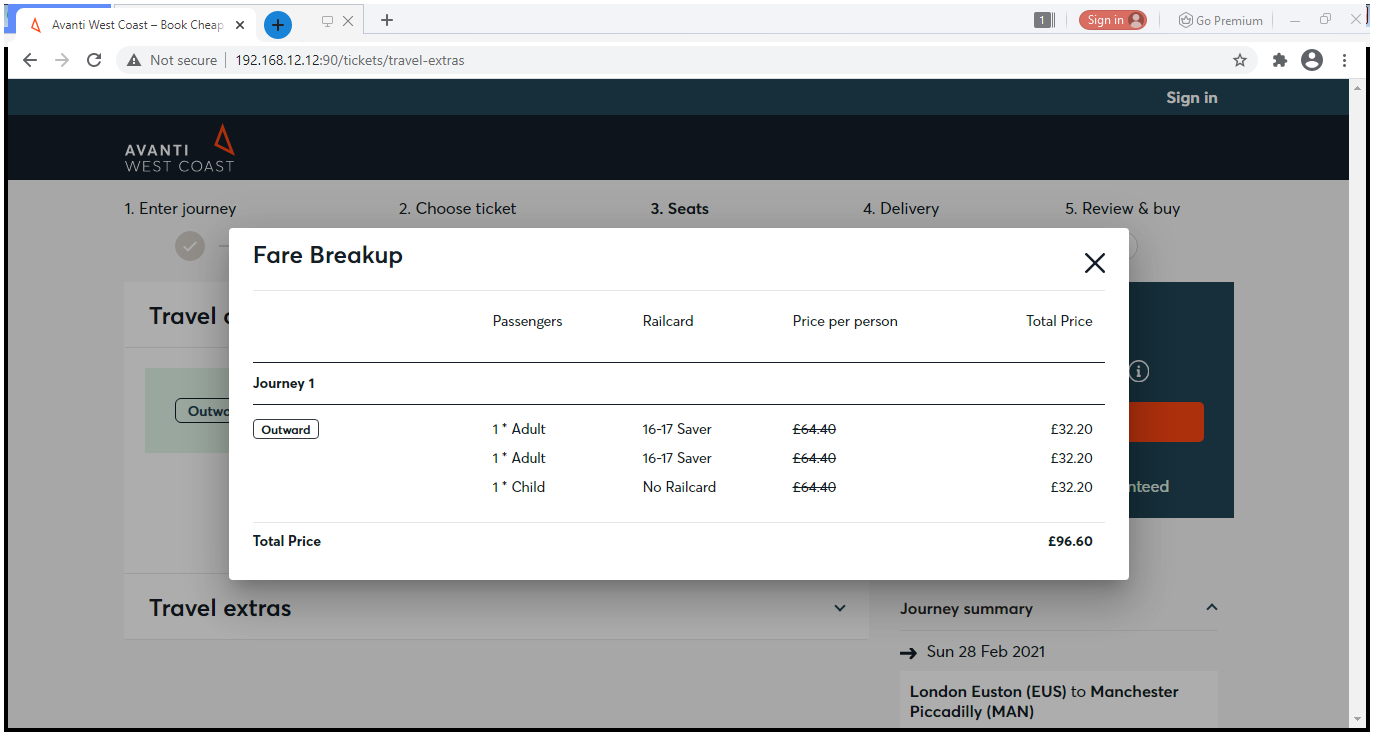 Avanti West Coast – Book Cheap
1
Sign in
Go Premium
Not secure
192.168.12.12:90/tickets/travel-extras
Sign in
AVANTI
WEST COAST
1. Enter journey
2. Choose ticket
3. Seats
4. Delivery
5. Review & buy
Travel
Fare Breakup
Passengers Railcard Price per person Total Price
Journey 1
Outward 1 * Adult 16-17 Saver £64.40 £32.20
1 * Adult 16-17 Saver £64.40 £32.20
1 * Child No Railcard £64.40 £32.20
Total Price £96.60
Travel extras
Journey summary
Sun 28 Feb 2021
London Euston (EUS) to Manchester
Piccadilly (MAN)